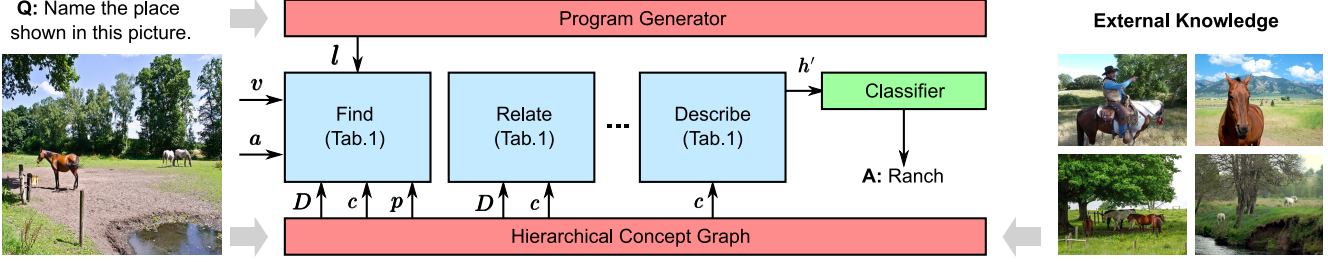 Q: Name the place
shown in this picture.
Program Generator
External Knowledge
l
v
a
Find
(Tab.1)
Relate
(Tab.1)
...
Describe
(Tab.1)
h′
Classifier
A: Ranch
D c p D c c
Hierarchical Concept Graph